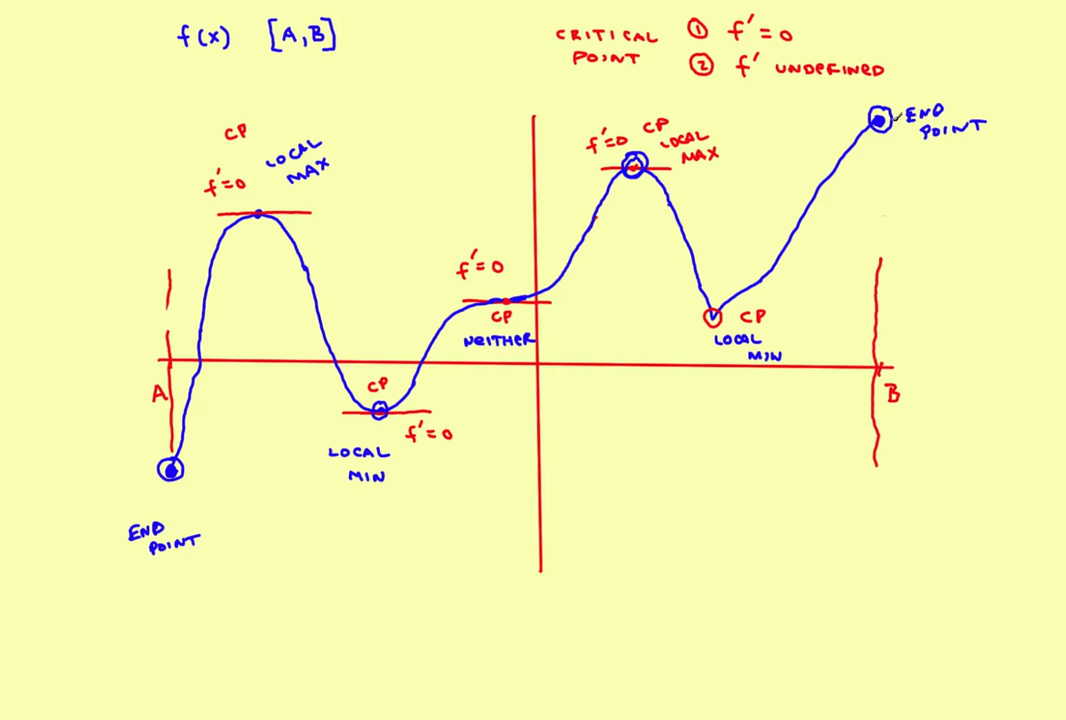 f(x) [A,B]
CRITICAL POINT
① f'=0
② f' UNDEFINED
CP
f'=0
LOCAL
MAX
f'=0
CP
NEITHER
f'=0
CP
LOCAL
MAX
END
POINT
CP
LOCAL
MIN
A
B
CP
f'=0
LOCAL
MIN
END
POINT